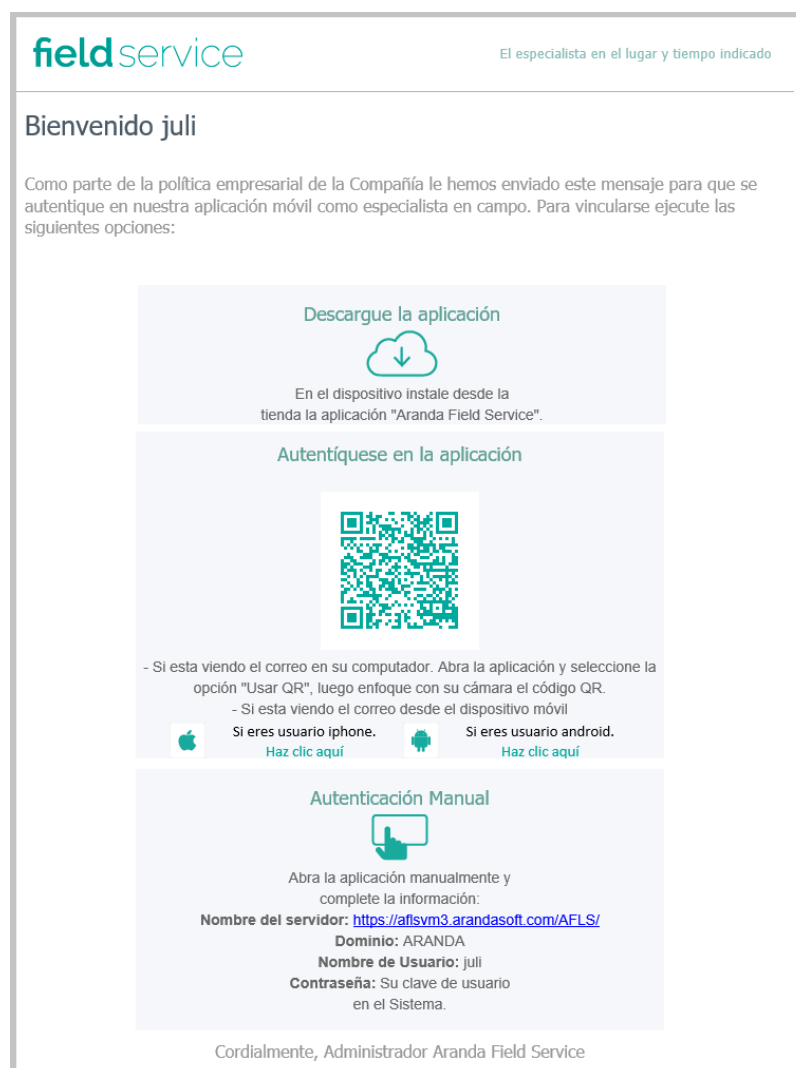 fieldservice
El especialista en el lugar y tiempo indicado
Bienvenido juli
Como parte de la política empresarial de la Compañía le hemos enviado este mensaje para que se
autentique en nuestra aplicación móvil como especialista en campo. Para vincularse ejecute las
siguientes opciones:
Descargue la aplicación
En el dispositivo instale desde la
tienda la aplicación "Aranda Field Service".
Autentíquese en la aplicación
- Si esta viendo el correo en su computador. Abra la aplicación y seleccione la
opción "Usar QR", luego enfoque con su cámara el código QR.
- Si esta viendo el correo desde el dispositivo móvil
Si eres usuario iphone.
Haz clic aquí
Si eres usuario android.
Haz clic aquí
Autenticación Manual
Abra la aplicación manualmente y
complete la información:
Nombre del servidor: https://aflsvm3.arandasoft.com/AFLS/
Dominio: ARANDA
Nombre de Usuario: juli
Contraseña: Su clave de usuario
en el Sistema.
Cordialmente, Administrador Aranda Field Service